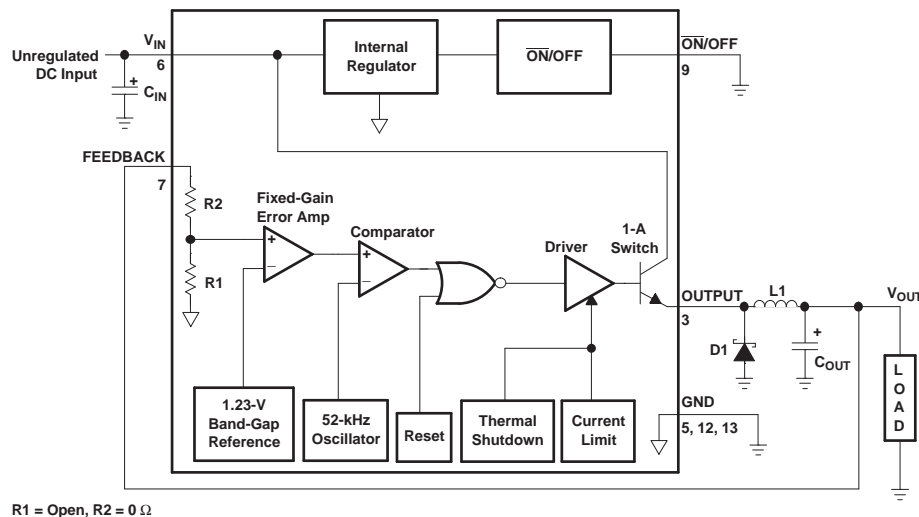 Unregulated
DC Input
V_IN
6
+
C_IN
Internal
Regulator
ON/OFF
ON/OFF
9
FEEDBACK
7
R2
R1
Fixed-Gain
Error Amp
+
−
Comparator
+
−
Driver
1-A
Switch
OUTPUT
3
L1
V_OUT
D1
+
C_OUT
LOAD
1.23-V
Band-Gap
Reference
52-kHz
Oscillator
Reset
Thermal
Shutdown
Current
Limit
GND
5, 12, 13
R1 = Open, R2 = 0 Ω